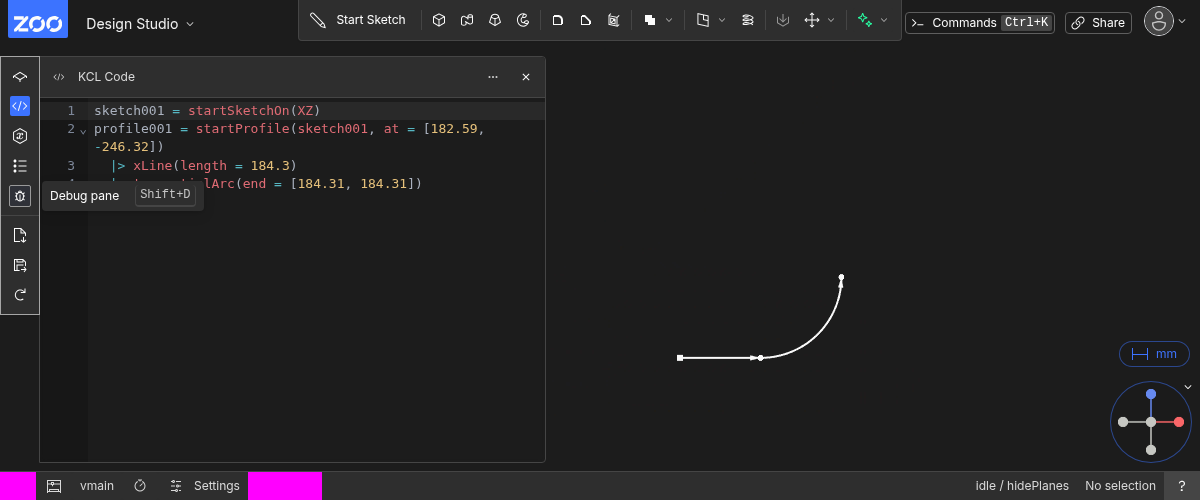 ZOO Design Studio Start Sketch Commands Ctrl+K Share
KCL Code
1 sketch001 = startSketchOn(XZ)
2 profile001 = startProfile(sketch001, at = [182.59,
-246.32])
3 |> xLine(length = 184.3)
lArc(end = [184.31, 184.31])
Debug pane Shift+D
mm
vmain Settings idle / hidePlanes No selection ?